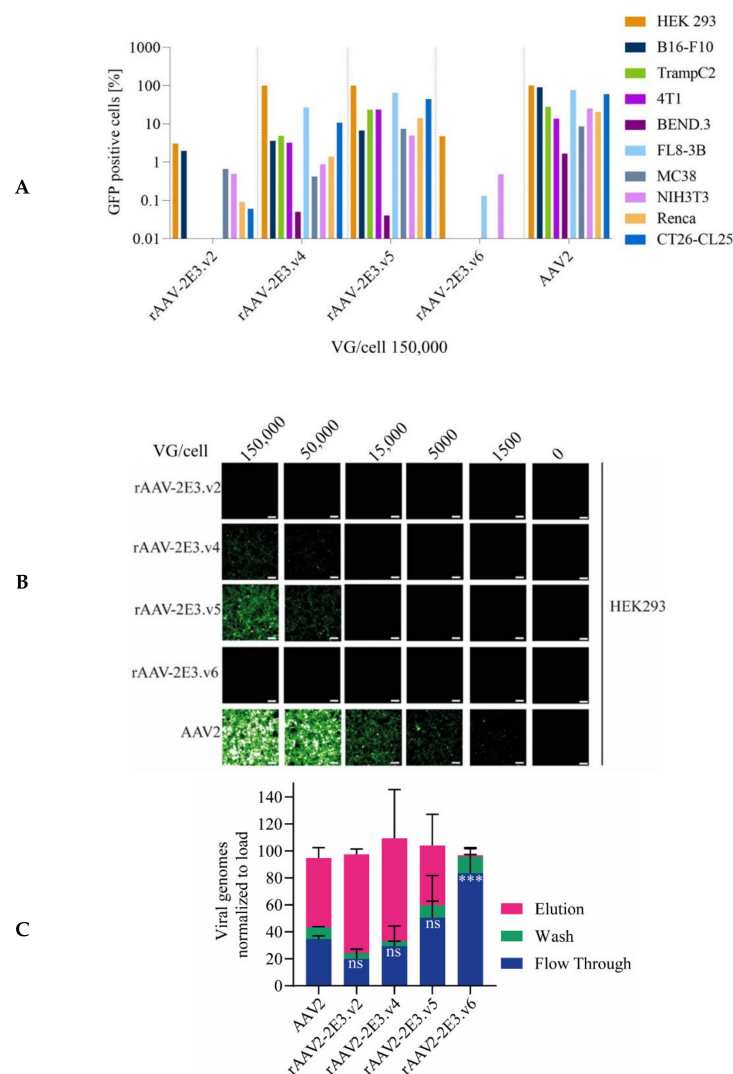 A
GFP positive cells [%]
1000
100
10
1
0.1
0.01
rAAV-2E3.v2
rAAV-2E3.v4
rAAV-2E3.v5
rAAV-2E3.v6
AAV2
VG/cell 150,000
HEK 293
B16-F10
TrampC2
4T1
BEND.3
FL8-3B
MC38
NIH3T3
Renca
CT26-CL25
B
VG/cell 150,000 50,000 15,000 5000 1500 0
rAAV-2E3.v2
rAAV-2E3.v4
rAAV-2E3.v5
rAAV-2E3.v6
AAV2
HEK293
C
Viral genomes
normalized to load
140
120
100
80
60
40
20
0
ns
ns
ns
***
AAV2
rAAV2-2E3.v2
rAAV2-2E3.v4
rAAV2-2E3.v5
rAAV2-2E3.v6
Elution
Wash
Flow Through